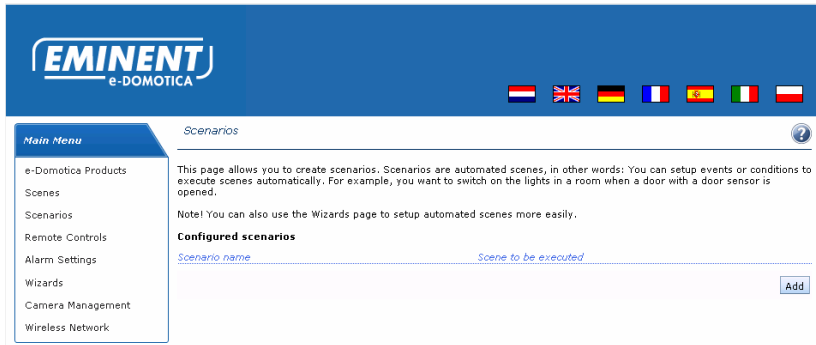 EMINENT
e-DOMOTICA
Main Menu
e-Domotica Products
Scenes
Scenarios
Remote Controls
Alarm Settings
Wizards
Camera Management
Wireless Network
Scenarios
?
This page allows you to create scenarios. Scenarios are automated scenes, in other words: You can setup events or conditions to
execute scenes automatically. For example, you want to switch on the lights in a room when a door with a door sensor is
opened.
Note! You can also use the Wizards page to setup automated scenes more easily.
Configured scenarios
Scenario name Scene to be executed
Add